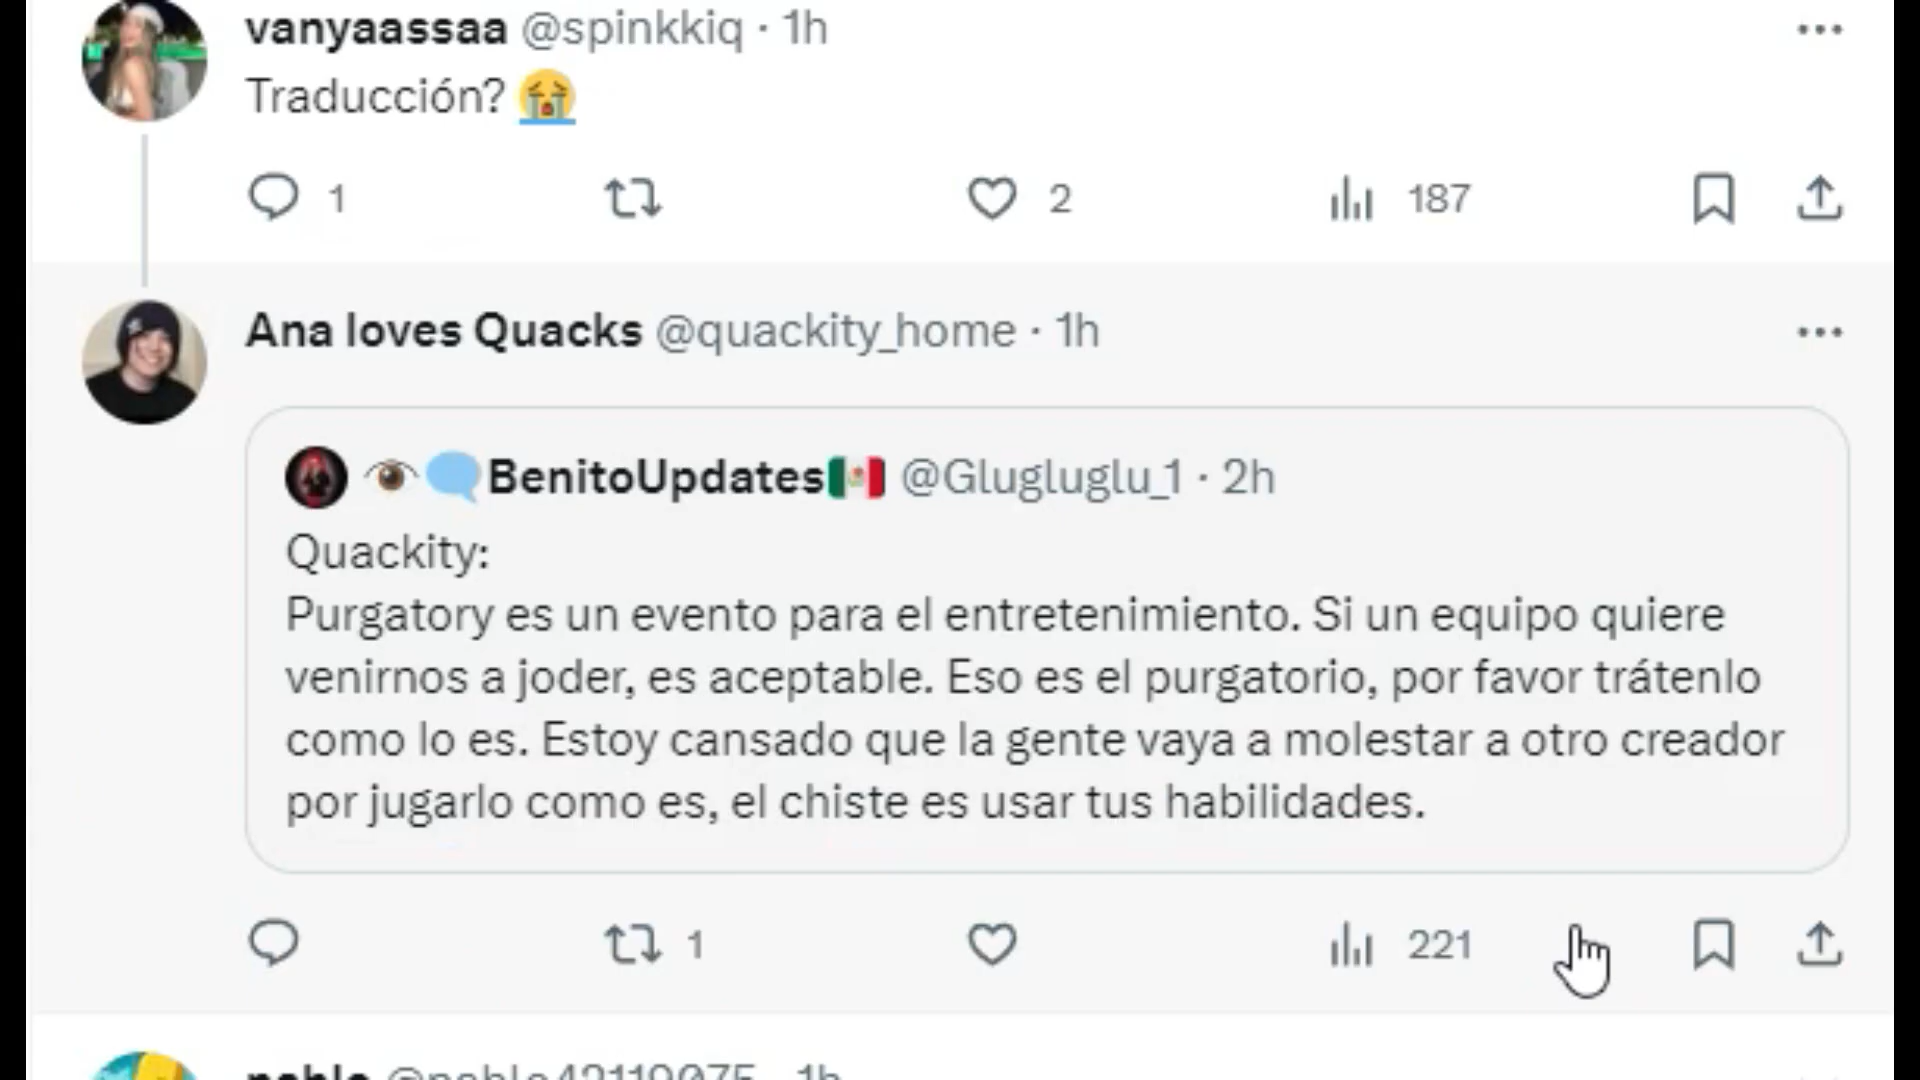 vanyaassaa @spinkkiq · 1h
Traducción? 😭
1 2 187
Ana loves Quacks @quackity_home · 1h
👁️🗨️BenitoUpdates🇲🇽 @Glugluglu_1 · 2h
Quackity:
Purgatory es un evento para el entretenimiento. Si un equipo quiere
venirnos a joder, es aceptable. Eso es el purgatorio, por favor trátenlo
como lo es. Estoy cansado que la gente vaya a molestar a otro creador
por jugarlo como es, el chiste es usar tus habilidades.
1 221
· 1h